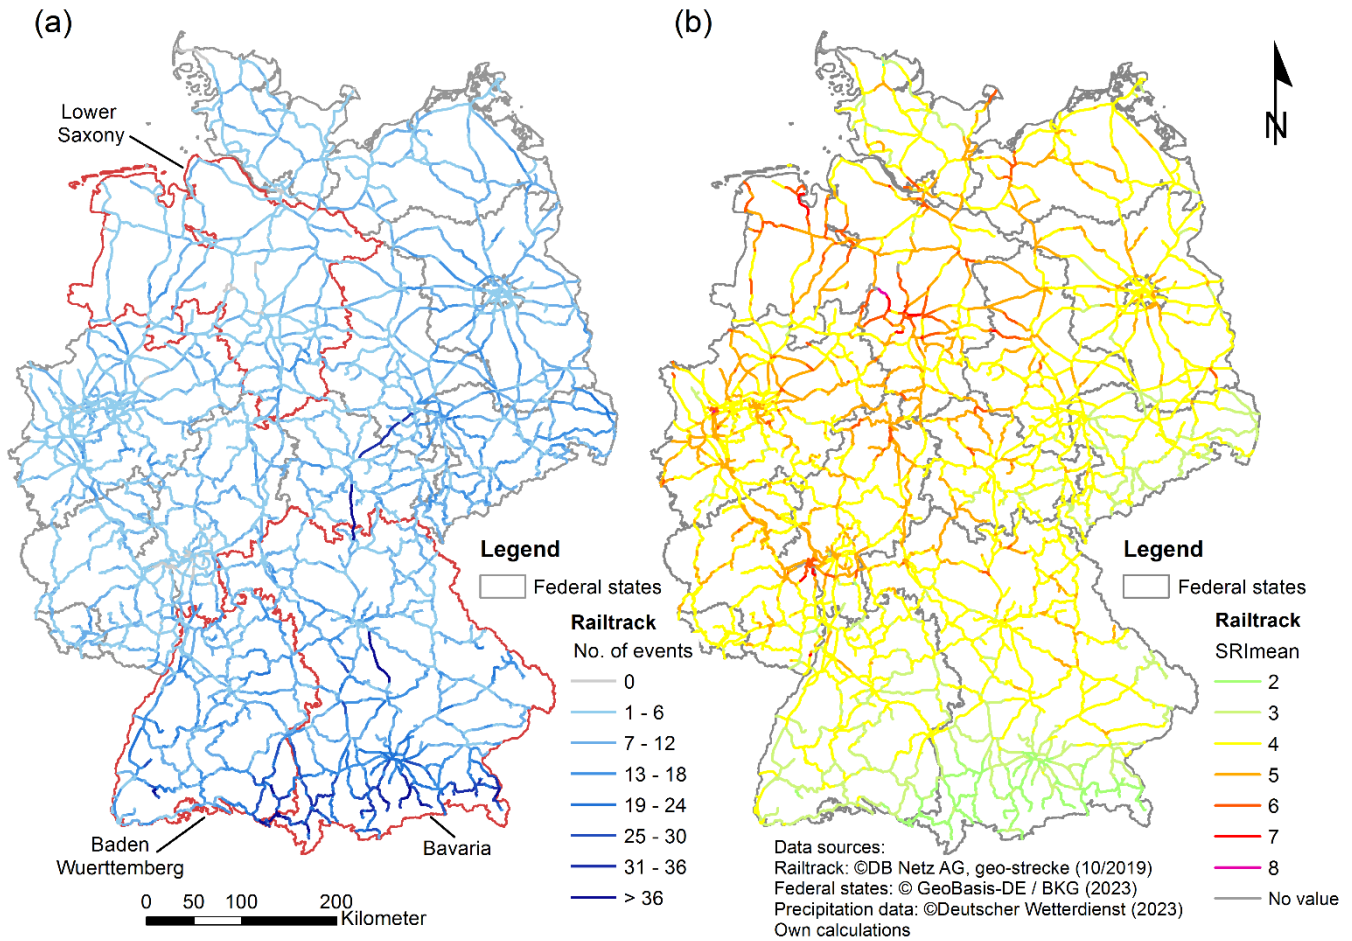 (a)
Lower
Saxony
Legend
Federal states
Railtrack
No. of events
0
1 - 6
7 - 12
13 - 18
19 - 24
25 - 30
31 - 36
> 36
Baden
Wuerttemberg
Bavaria
0 50 100 200
Kilometer
(b)
N
Legend
Federal states
Railtrack
SRImean
2
3
4
5
6
7
8
No value
Data sources:
Railtrack: ©DB Netz AG, geo-strecke (10/2019)
Federal states: © GeoBasis-DE / BKG (2023)
Precipitation data: ©Deutscher Wetterdienst (2023)
Own calculations